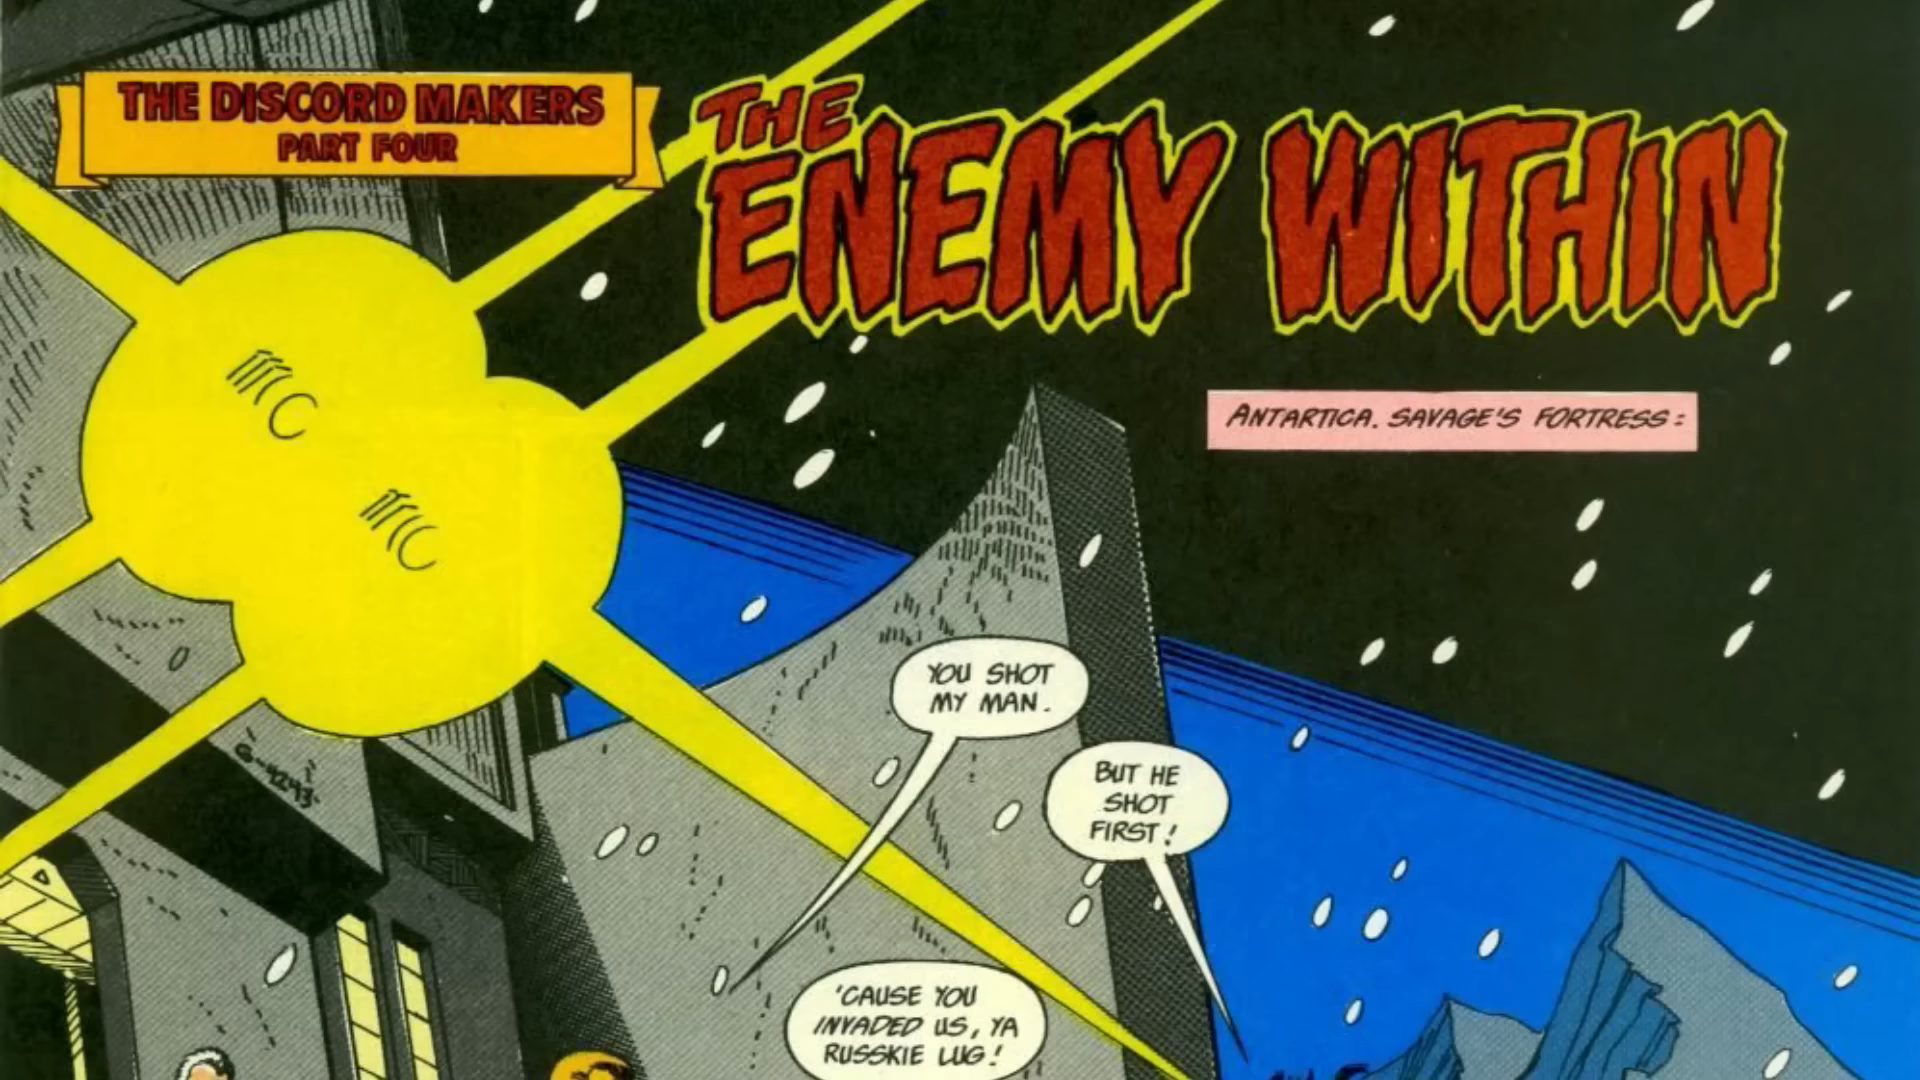 THE DISCORD MAKERS
PART FOUR
THE
ENEMY WITHIN
ANTARTICA. SAVAGE'S FORTRESS:
YOU SHOT
MY MAN.
BUT HE
SHOT
FIRST!
'CAUSE YOU
INVADED US, YA
RUSSKIE LUG!